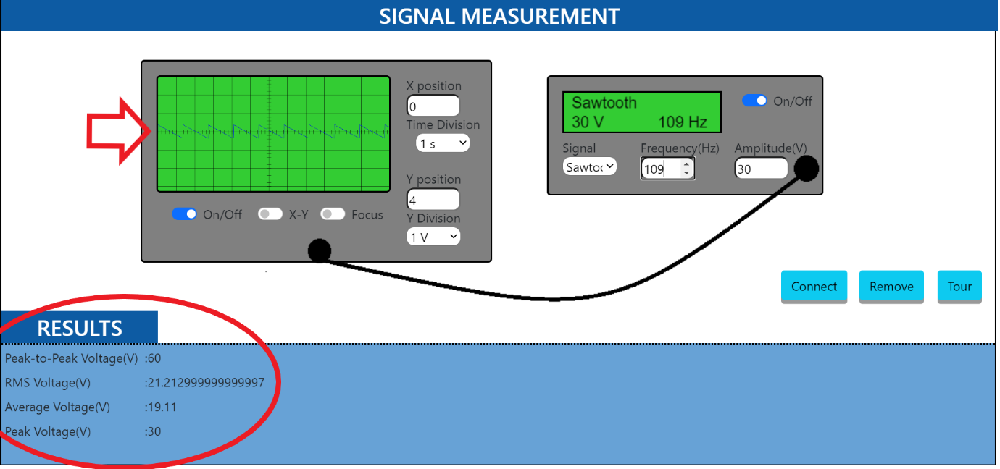 SIGNAL MEASUREMENT
X position
0
Time Division
1 s
Y position
4
Y Division
1 V
On/Off X-Y Focus
Sawtooth
30 V 109 Hz
On/Off
Signal Frequency(Hz) Amplitude(V)
Sawtoc 109 30
Connect Remove Tour
RESULTS
Peak-to-Peak Voltage(V) :60
RMS Voltage(V) :21.212999999999997
Average Voltage(V) :19.11
Peak Voltage(V) :30